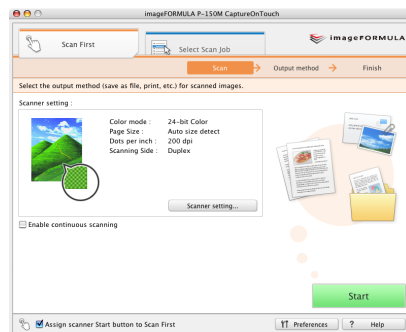 imageFORMULA P-150M CaptureOnTouch
Scan First
Select Scan Job
imageFORMULA
Scan
Output method
Finish
Select the output method (save as file, print, etc.) for scanned images.
Scanner setting :
Color mode : 24-bit Color
Page Size : Auto size detect
Dots per inch : 200 dpi
Scanning Side : Duplex
Scanner setting...
Enable continuous scanning
Start
Assign scanner Start button to Scan First
Preferences
? Help